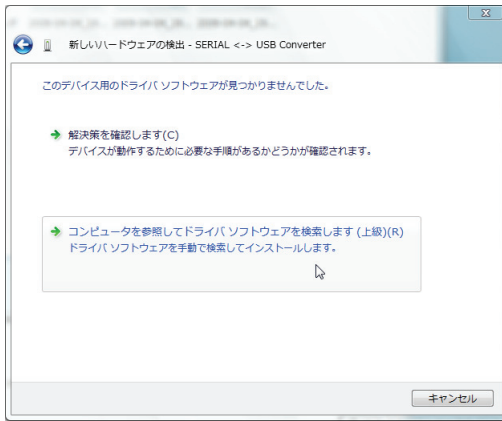 新しいハードウェアの検出 - SERIAL <-> USB Converter
このデバイス用のドライバ ソフトウェアが見つかりませんでした。
解決策を確認します(C)
デバイスが動作するために必要な手順があるかどうかが確認されます。
コンピュータを参照してドライバ ソフトウェアを検索します (上級)(R)
ドライバ ソフトウェアを手動で検索してインストールします。
キャンセル